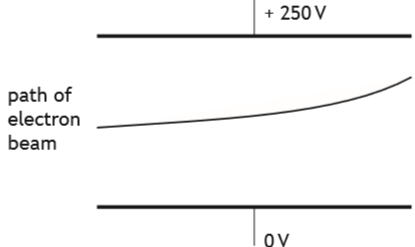 + 250 V
path of
electron
beam
0 V